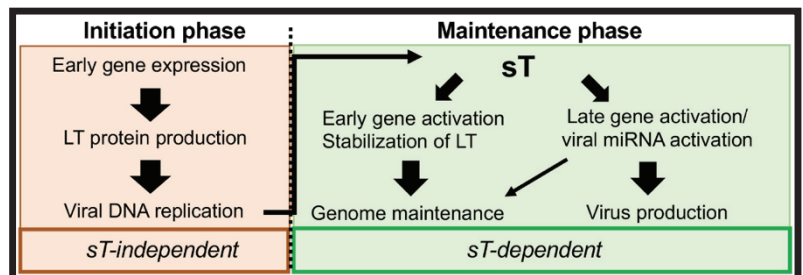 Initiation phase
Early gene expression
LT protein production
Viral DNA replication
sT-independent
Maintenance phase
sT
Early gene activation
Stabilization of LT
Late gene activation/
viral miRNA activation
Genome maintenance
Virus production
sT-dependent